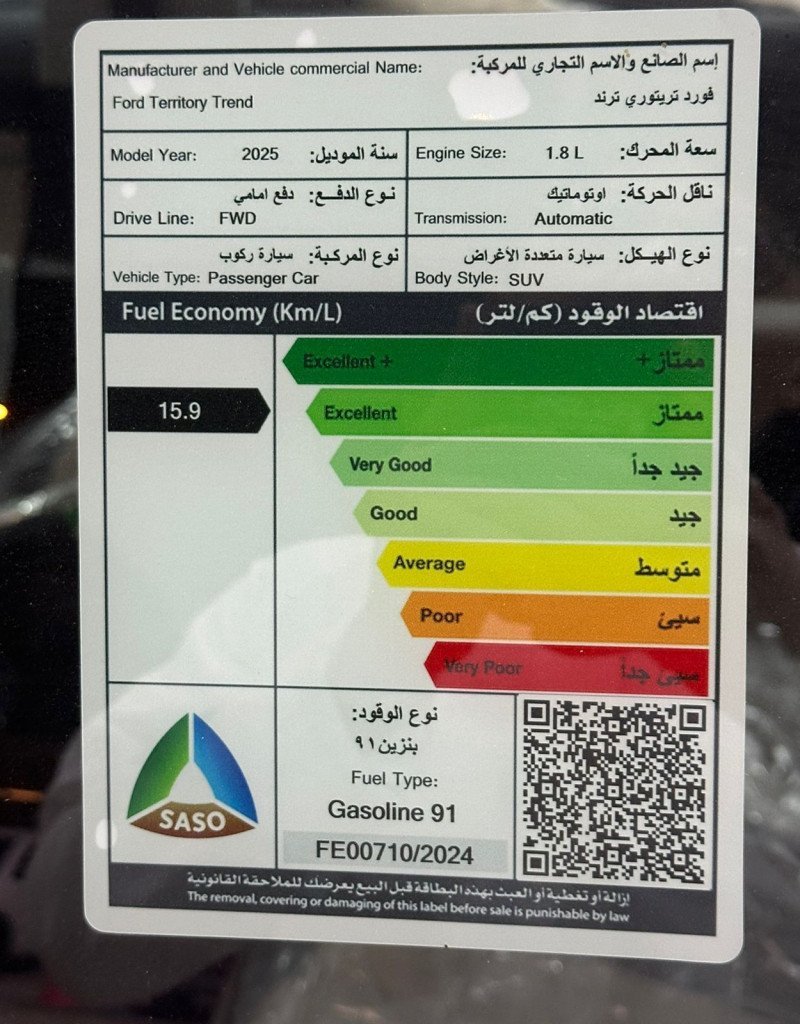 Manufacturer and Vehicle commercial Name: إسم الصانع والاسم التجاري للمركبة:
Ford Territory Trend فورد تريتوري ترند
Model Year: 2025 سنة الموديل: Engine Size: 1.8 L سعة المحرك:
نوع الدفـع: دفع امامي ناقل الحركة: اوتوماتيك
Drive Line: FWD Transmission: Automatic
نوع المركـبة: سيارة ركوب نوع الهيـكل: سيارة متعددة الأغراض
Vehicle Type: Passenger Car Body Style: SUV
Fuel Economy (Km/L) اقتصاد الوقود (كم/لتر)
Excellent + ممتاز +
15.9 Excellent ممتاز
Very Good جيد جداً
Good جيد
Average متوسط
Poor سيئ
Very Poor سيئ جداً
نوع الوقود:
بنزين ٩١
Fuel Type:
Gasoline 91
SASO
FE00710/2024
إزالة أو تغطية أو العبث بهذه البطاقة قبل البيع يعرضك للملاحقة القانونية
The removal, covering or damaging of this label before sale is punishable by law